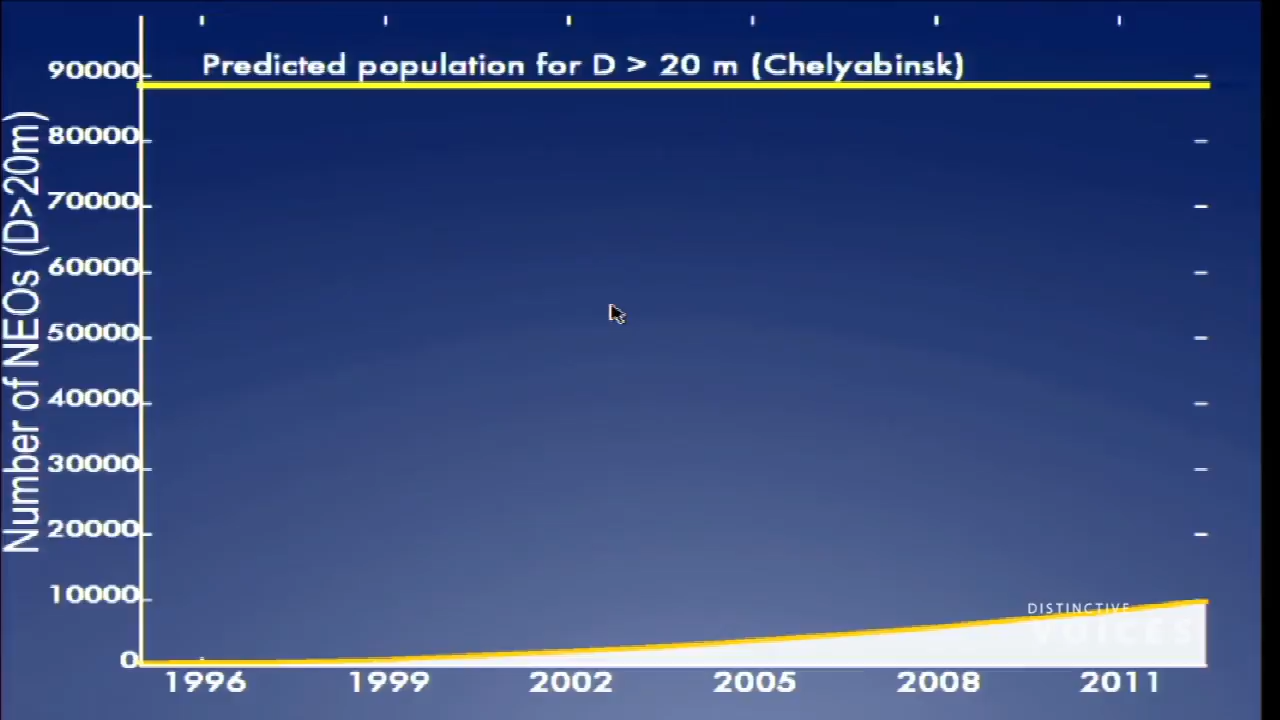 Predicted population for D > 20 m (Chelyabinsk)
90000
80000
70000
60000
50000
40000
30000
20000
10000
0
Number of NEOs (D>20m)
DISTINCTIVE
VOICES
1996 1999 2002 2005 2008 2011